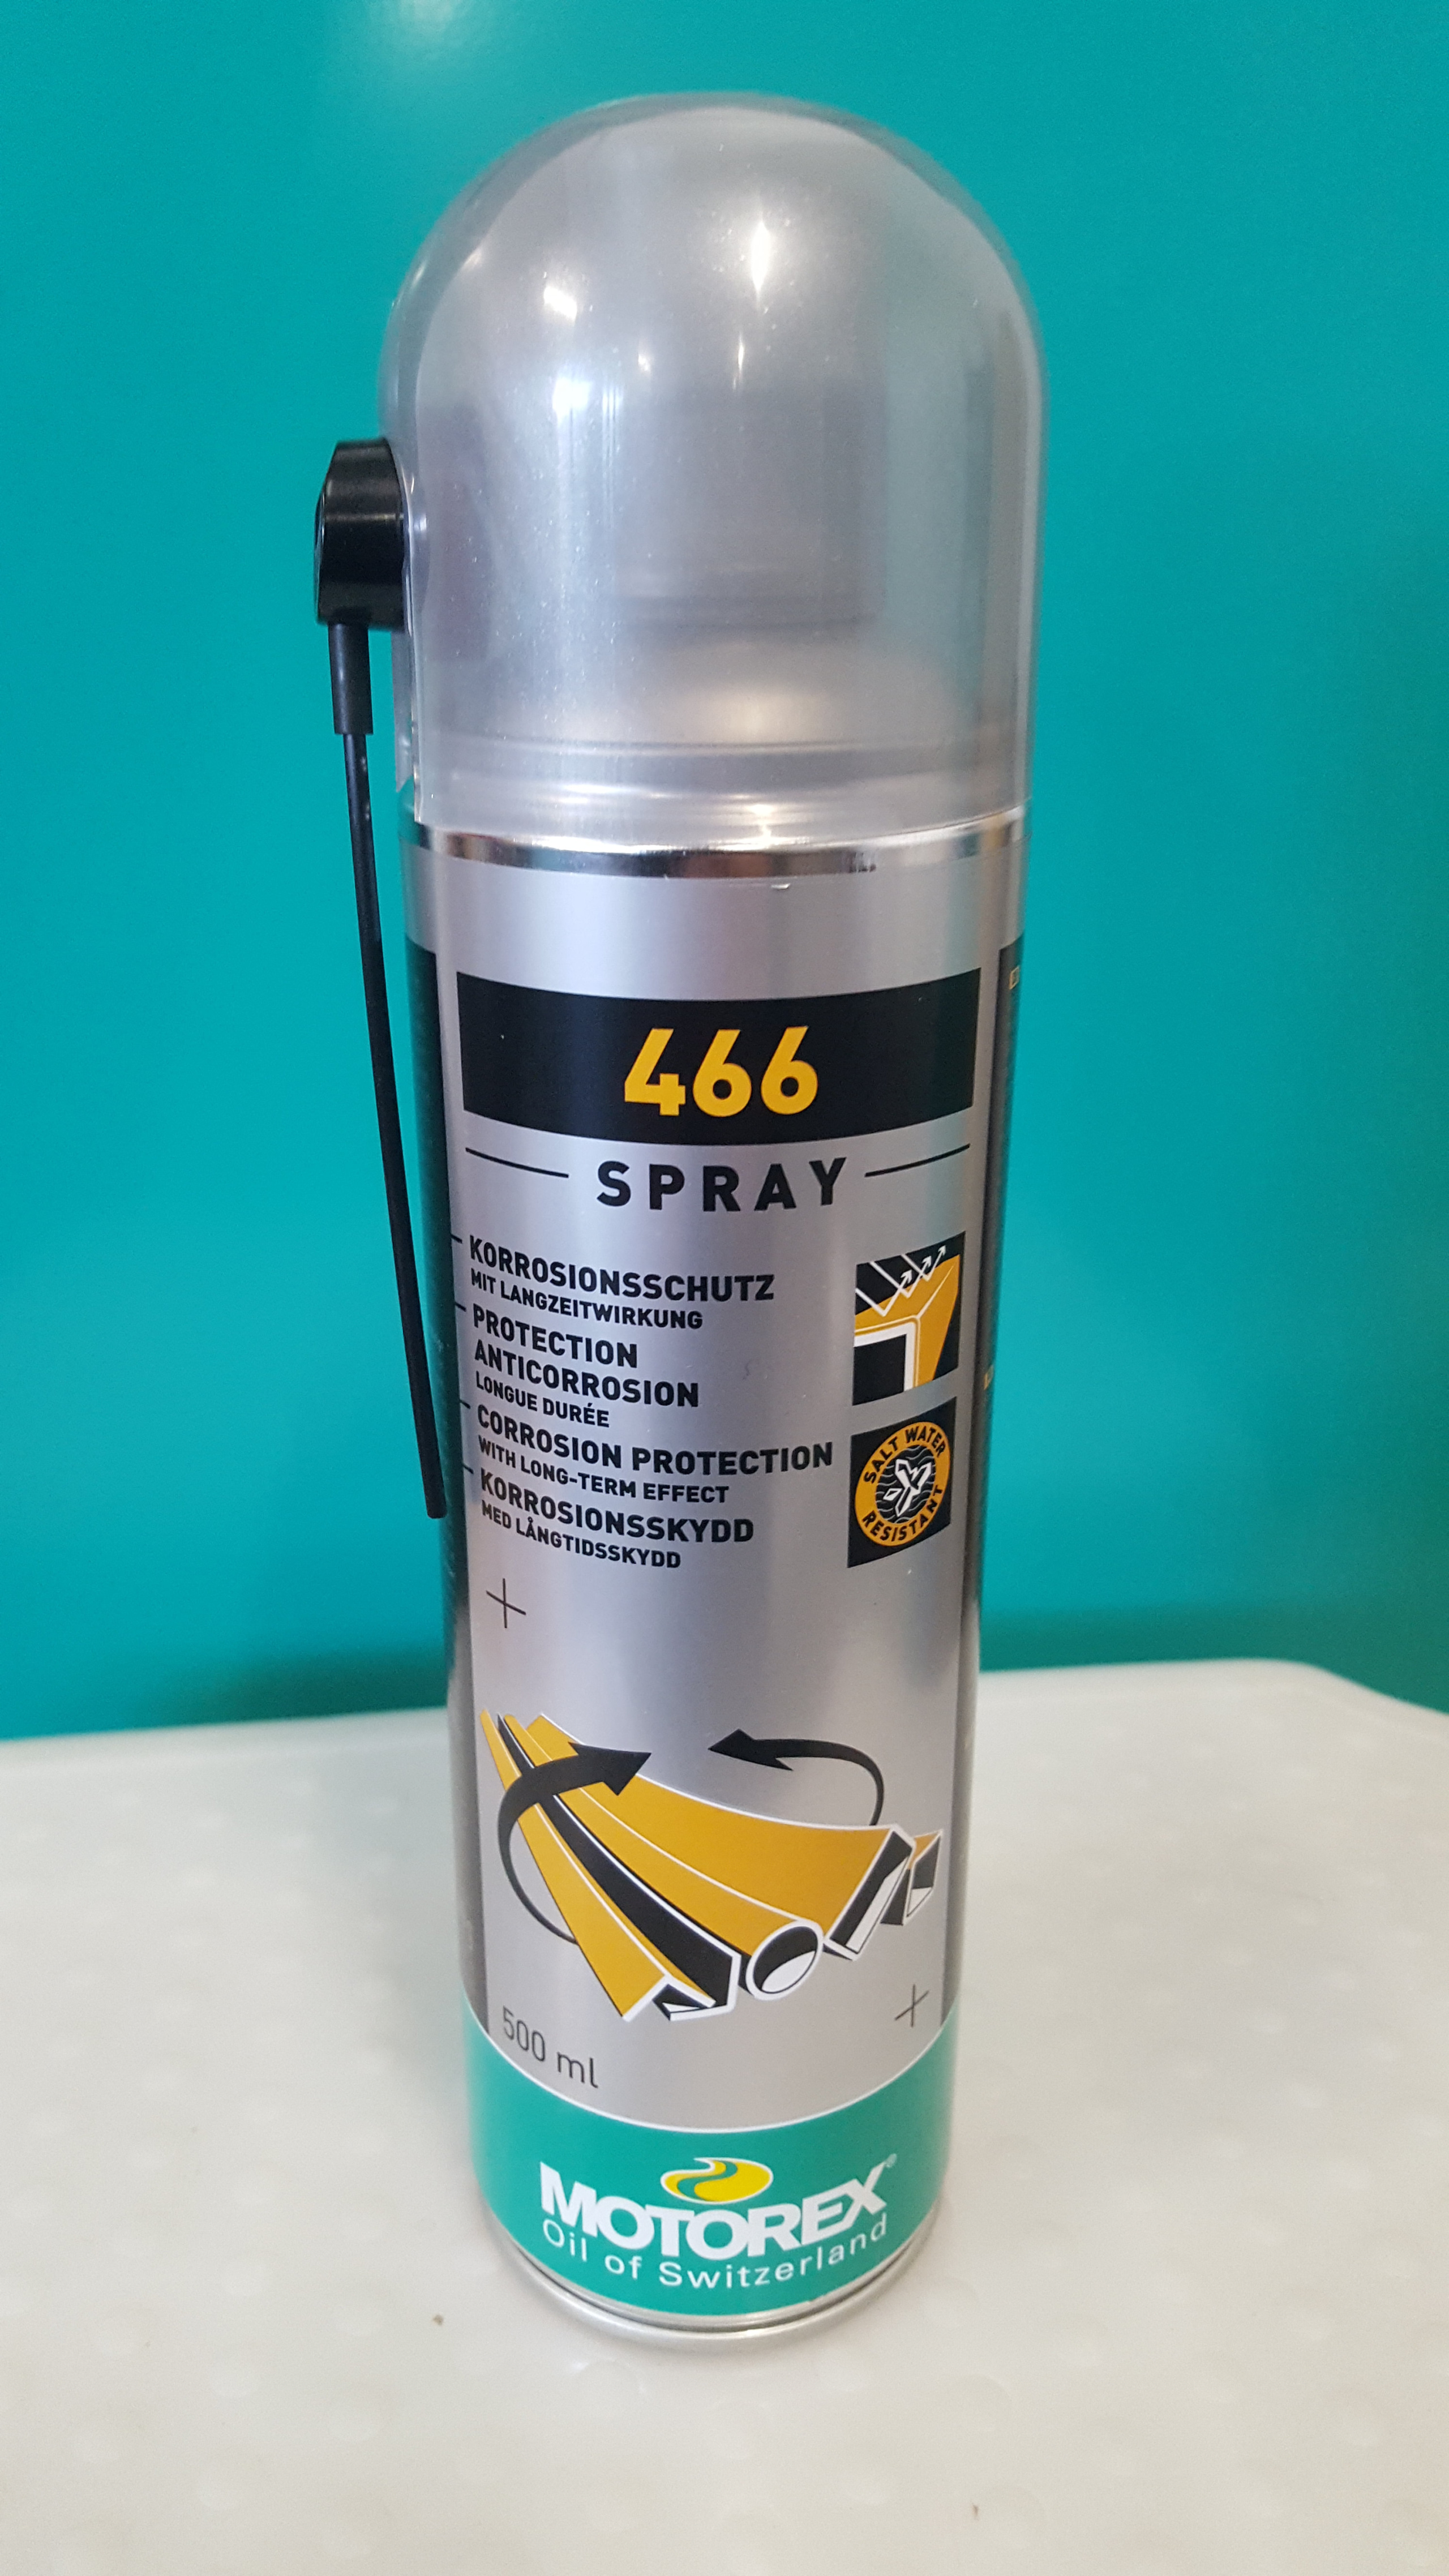 466
SPRAY
KORROSIONSSCHUTZ
MIT LANGZEITWIRKUNG
PROTECTION
ANTICORROSION
LONGUE DURÉE
CORROSION PROTECTION
WITH LONG-TERM EFFECT
KORROSIONSSKYDD
MED LÅNGTIDSSKYDD
SALT WATER
RESISTANT
500 ml
MOTOREX®
Oil of Switzerland